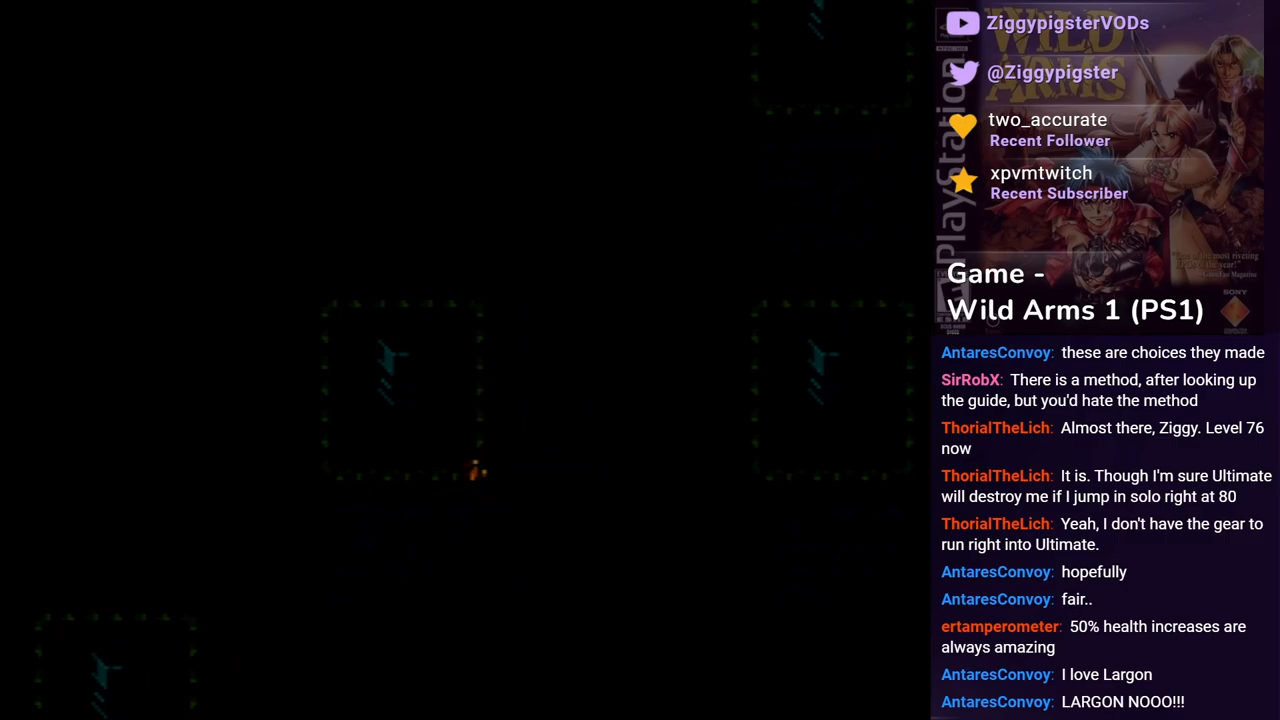 ZiggypigsterVODs
@Ziggypigster
two_accurate
Recent Follower
xpvmtwitch
Recent Subscriber
WILD
ARMS
PlayStation
SONY
Game -
Wild Arms 1 (PS1)
AntaresConvoy: these are choices they made
SirRobX: There is a method, after looking up
the guide, but you'd hate the method
ThorialTheLich: Almost there, Ziggy. Level 76
now
ThorialTheLich: It is. Though I'm sure Ultimate
will destroy me if I jump in solo right at 80
ThorialTheLich: Yeah, I don't have the gear to
run right into Ultimate.
AntaresConvoy: hopefully
AntaresConvoy: fair..
ertamperometer: 50% health increases are
always amazing
AntaresConvoy: I love Largon
AntaresConvoy: LARGON NOOO!!!